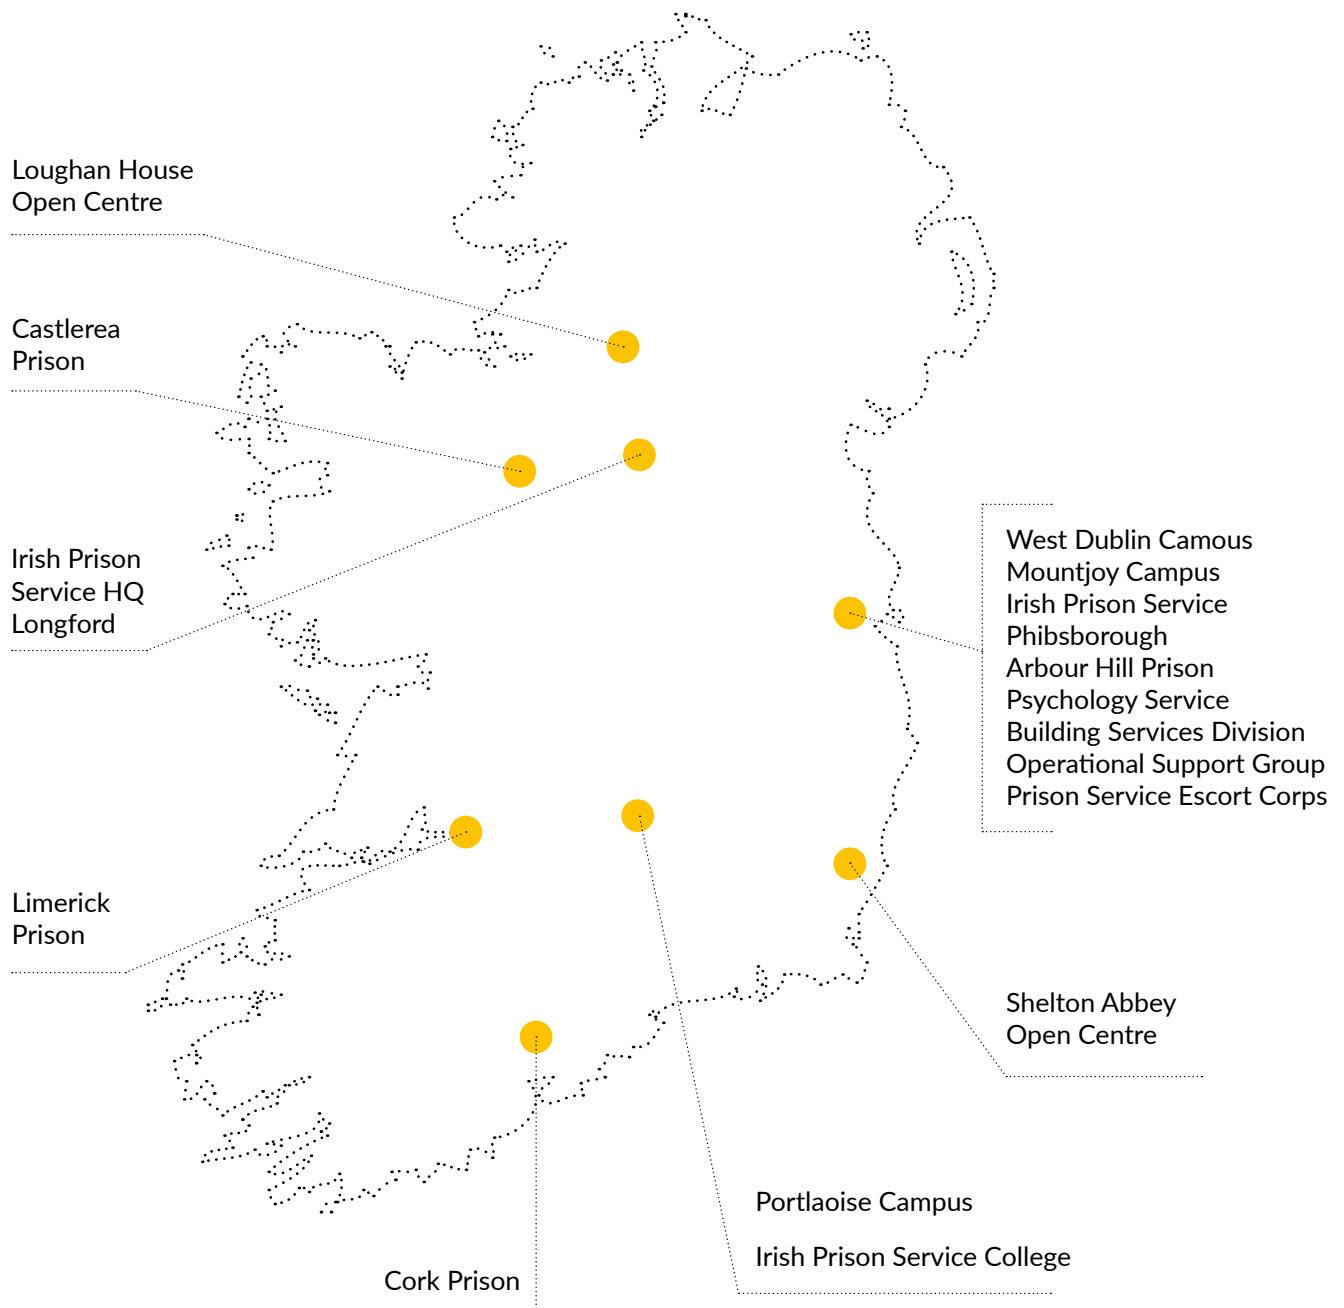 Loughan House
Open Centre
Castlerea
Prison
Irish Prison
Service HQ
Longford
West Dublin Camous
Mountjoy Campus
Irish Prison Service
Phibsborough
Arbour Hill Prison
Psychology Service
Building Services Division
Operational Support Group
Prison Service Escort Corps
Limerick
Prison
Shelton Abbey
Open Centre
Portlaoise Campus
Irish Prison Service College
Cork Prison